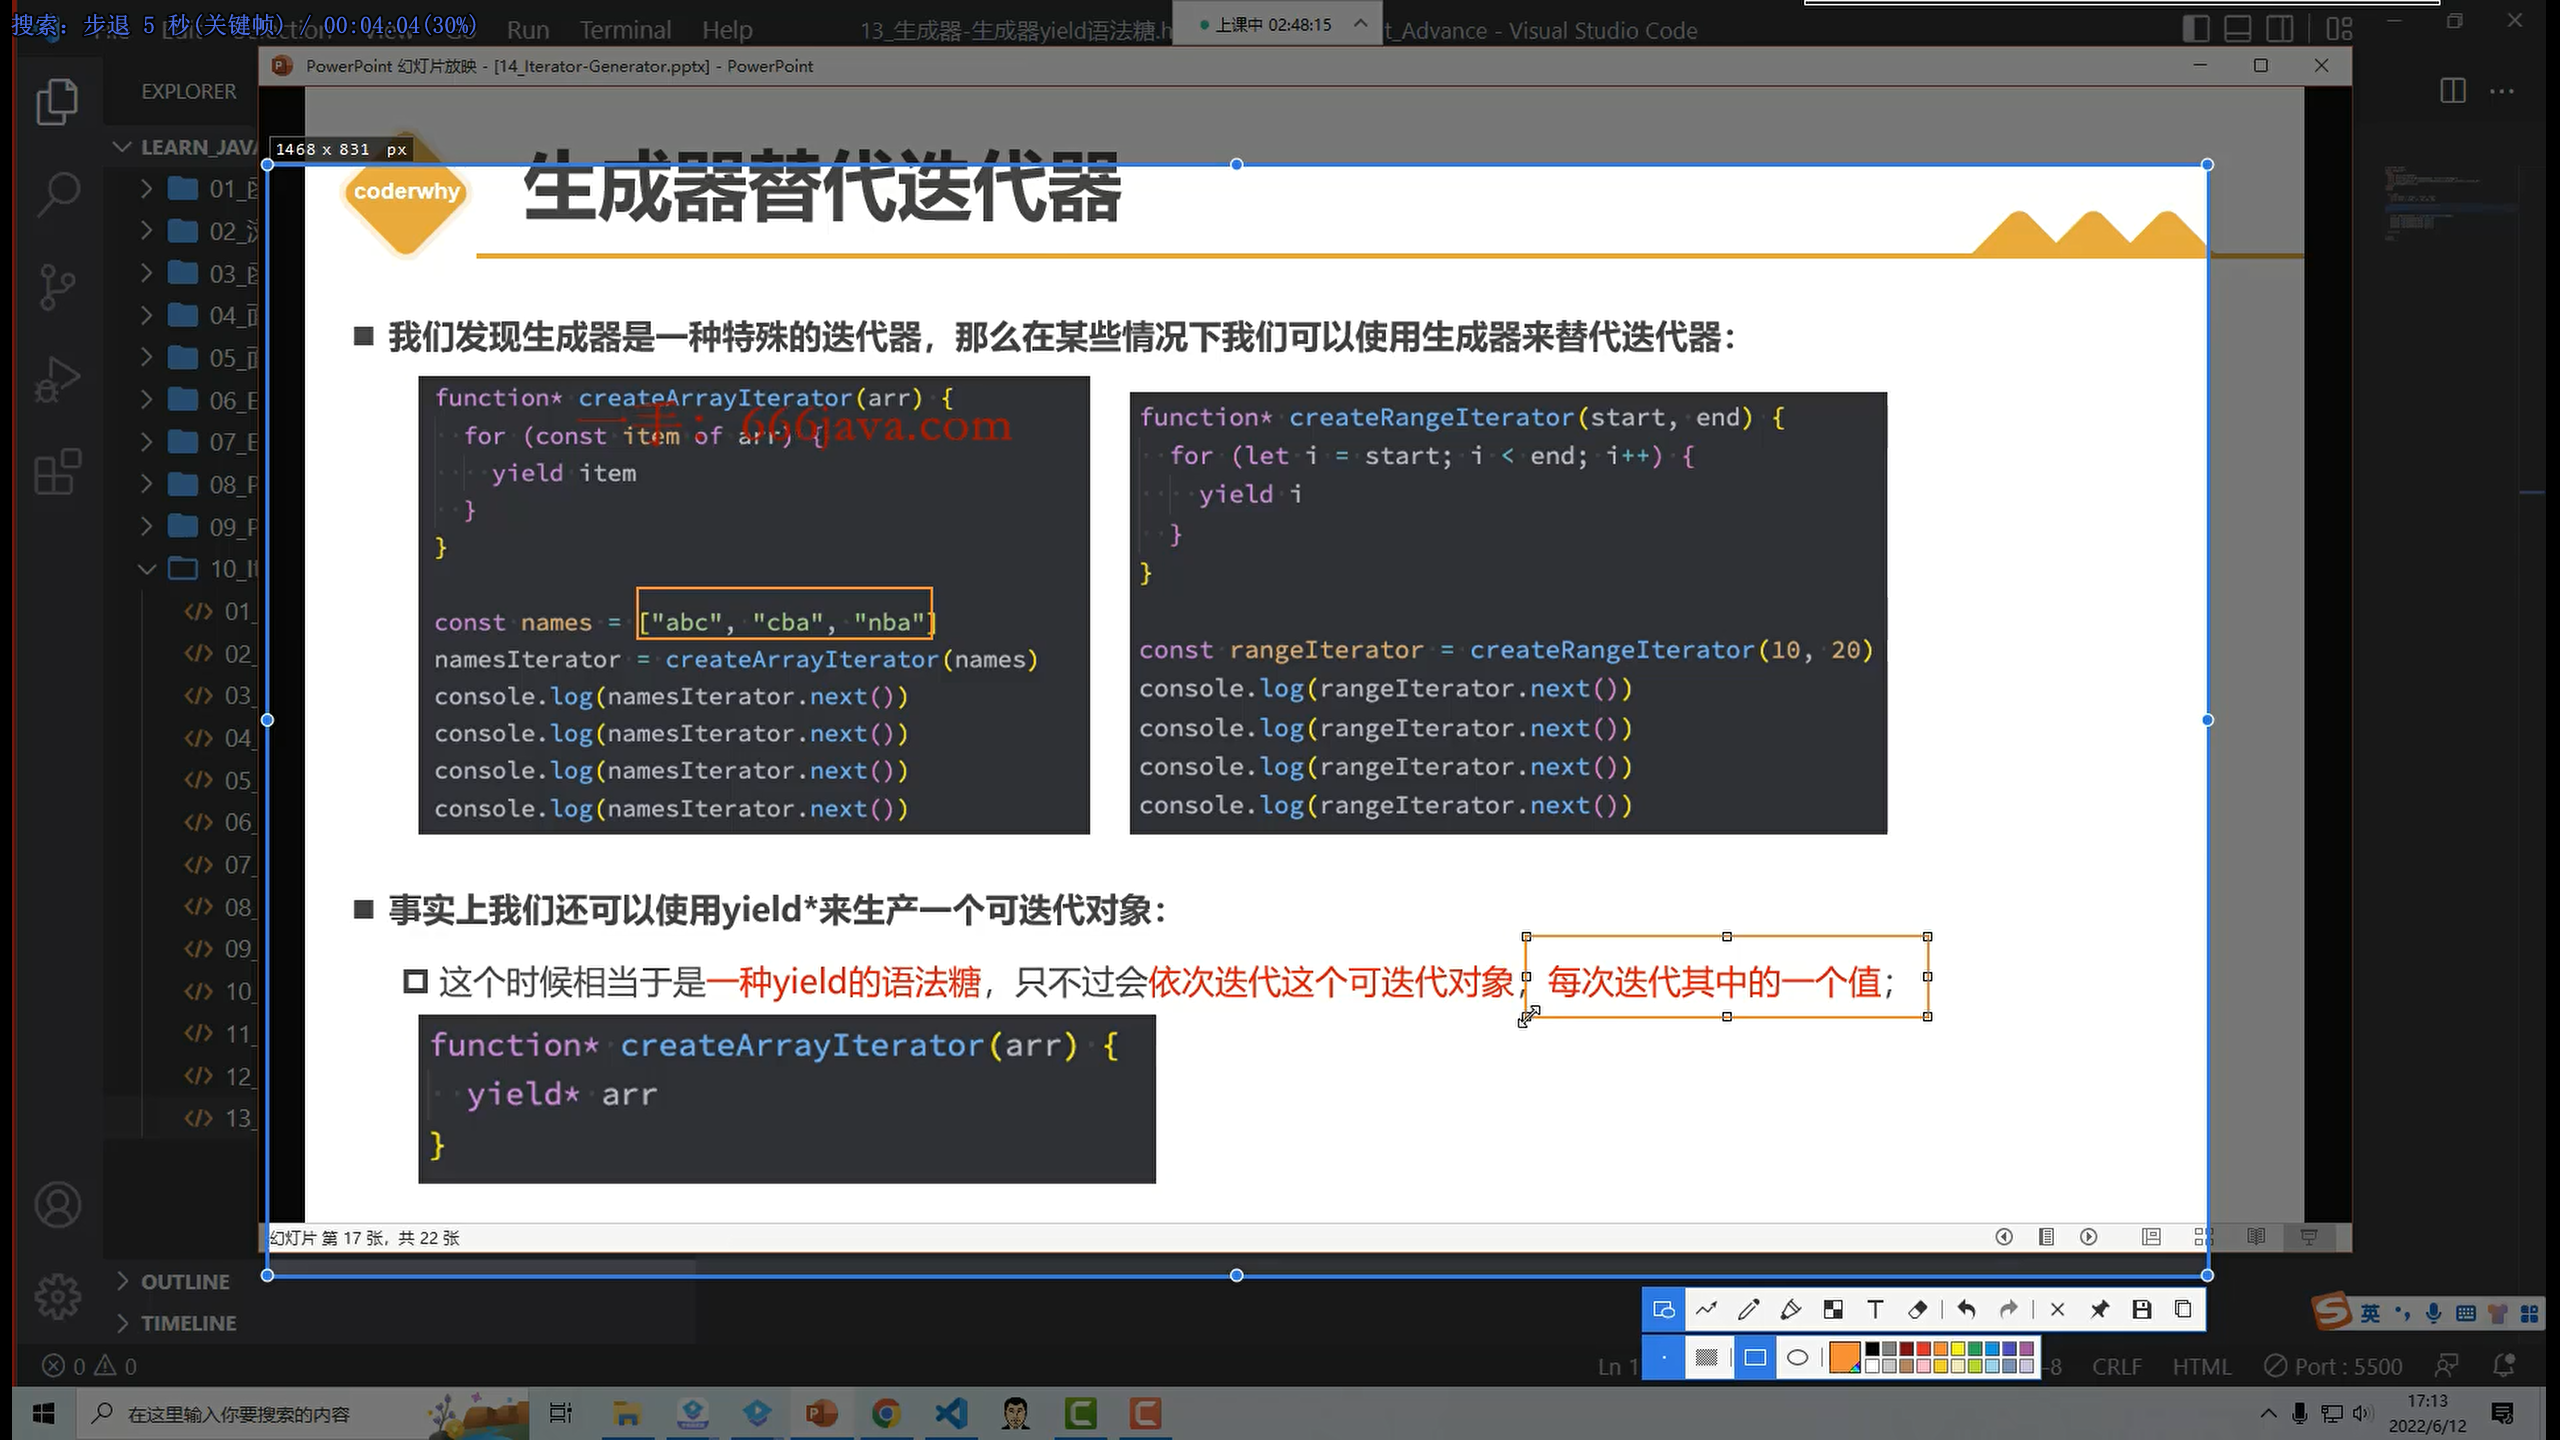 搜索: 步退 5 秒(关键帧) / 00:04:04(30%)
Run Terminal Help
13_生成器-生成器yield语法糖.h
上课中 02:48:15
t_Advance - Visual Studio Code
PowerPoint 幻灯片放映 - [14_Iterator-Generator.pptx] - PowerPoint
EXPLORER
1468 x 831 px
LEARN_JAVA
coderwhy
生成器替代迭代器
01
02
03
04
05
06_E
07_E
08_P
09_P
10_It
01_
02_
03_
04_
05_
06_
07_
08_
09_
10_
11_
12_
13_
我们发现生成器是一种特殊的迭代器，那么在某些情况下我们可以使用生成器来替代迭代器：
function* createArrayIterator(arr) {
for (const item of arr) {
yield item
}
}
const names = ["abc", "cba", "nba"]
namesIterator = createArrayIterator(names)
console.log(namesIterator.next())
console.log(namesIterator.next())
console.log(namesIterator.next())
console.log(namesIterator.next())
一手：666java.com
function* createRangeIterator(start, end) {
for (let i = start; i < end; i++) {
yield i
}
}
const rangeIterator = createRangeIterator(10, 20)
console.log(rangeIterator.next())
console.log(rangeIterator.next())
console.log(rangeIterator.next())
console.log(rangeIterator.next())
事实上我们还可以使用yield*来生产一个可迭代对象：
这个时候相当于是一种yield的语法糖，只不过会依次迭代这个可迭代对象，每次迭代其中的一个值；
function* createArrayIterator(arr) {
yield* arr
}
幻灯片 第 17 张，共 22 张
OUTLINE
TIMELINE
0 0
Ln 1
-8 CRLF HTML Port : 5500
英
在这里输入你要搜索的内容
17:13
2022/6/12